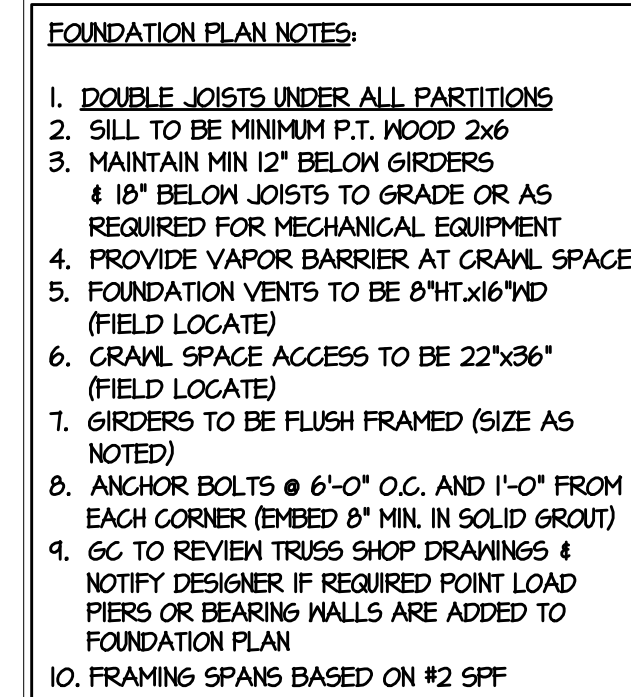 FOUNDATION PLAN NOTES:
1. DOUBLE JOISTS UNDER ALL PARTITIONS
2. SILL TO BE MINIMUM P.T. WOOD 2x6
3. MAINTAIN MIN 12" BELOW GIRDERS
& 18" BELOW JOISTS TO GRADE OR AS
REQUIRED FOR MECHANICAL EQUIPMENT
4. PROVIDE VAPOR BARRIER AT CRAWL SPACE
5. FOUNDATION VENTS TO BE 8"HT.x16"WD
(FIELD LOCATE)
6. CRAWL SPACE ACCESS TO BE 22"x36"
(FIELD LOCATE)
7. GIRDERS TO BE FLUSH FRAMED (SIZE AS
NOTED)
8. ANCHOR BOLTS @ 6'-0" O.C. AND 1'-0" FROM
EACH CORNER (EMBED 8" MIN. IN SOLID GROUT)
9. GC TO REVIEW TRUSS SHOP DRAWINGS &
NOTIFY DESIGNER IF REQUIRED POINT LOAD
PIERS OR BEARING WALLS ARE ADDED TO
FOUNDATION PLAN
10. FRAMING SPANS BASED ON #2 SPF